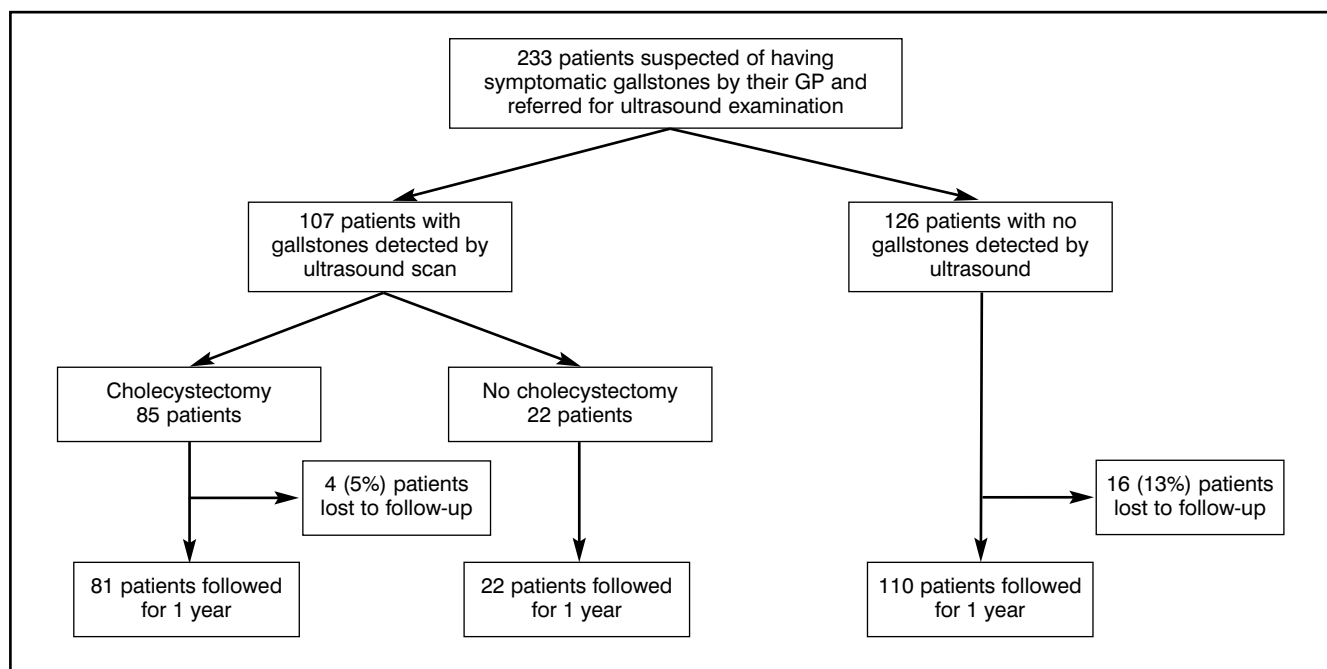 233 patients suspected of having
symptomatic gallstones by their GP and
referred for ultrasound examination
107 patients with
gallstones detected by
ultrasound scan
126 patients with no
gallstones detected by
ultrasound
Cholecystectomy
85 patients
No cholecystectomy
22 patients
4 (5%) patients
lost to follow-up
16 (13%) patients
lost to follow-up
81 patients followed
for 1 year
22 patients followed
for 1 year
110 patients followed
for 1 year